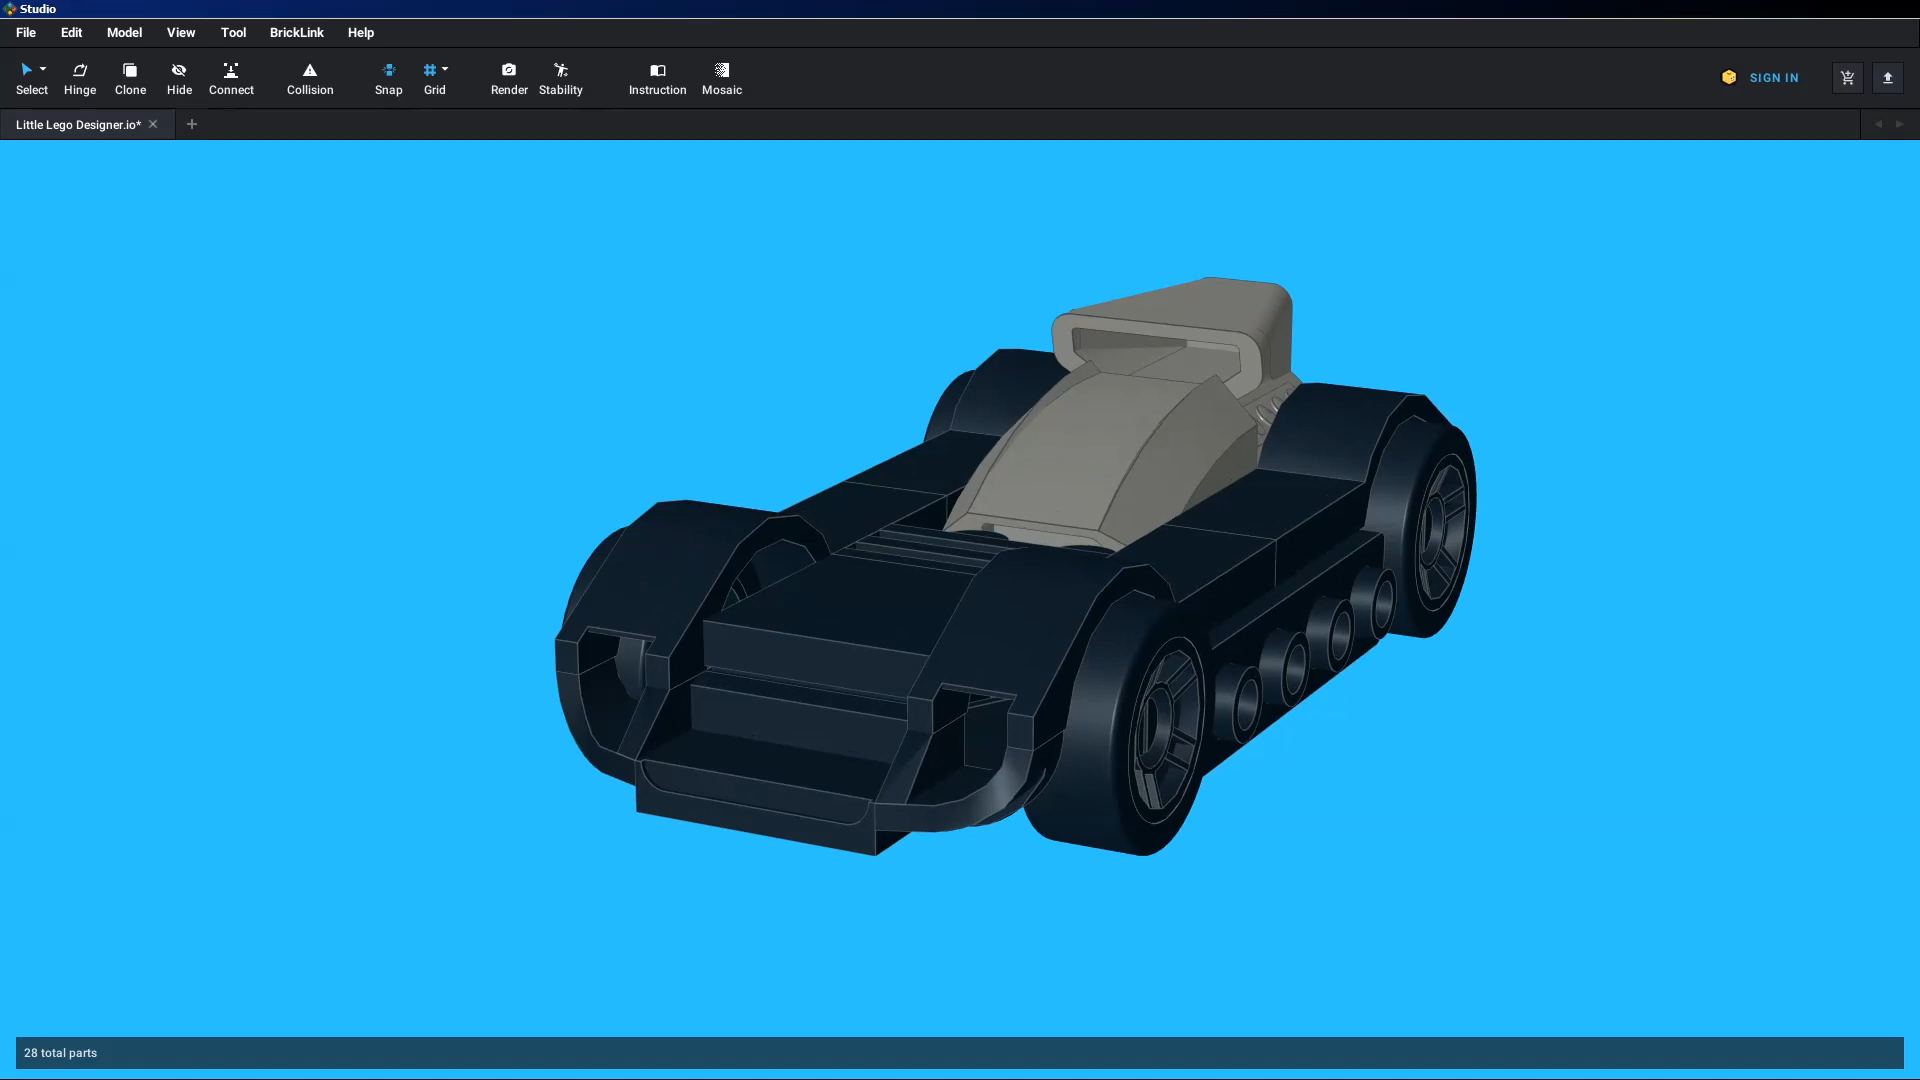 Studio
File Edit Model View Tool BrickLink Help
Select Hinge Clone Hide Connect Collision Snap Grid Render Stability Instruction Mosaic SIGN IN
Little Lego Designer.io*
28 total parts